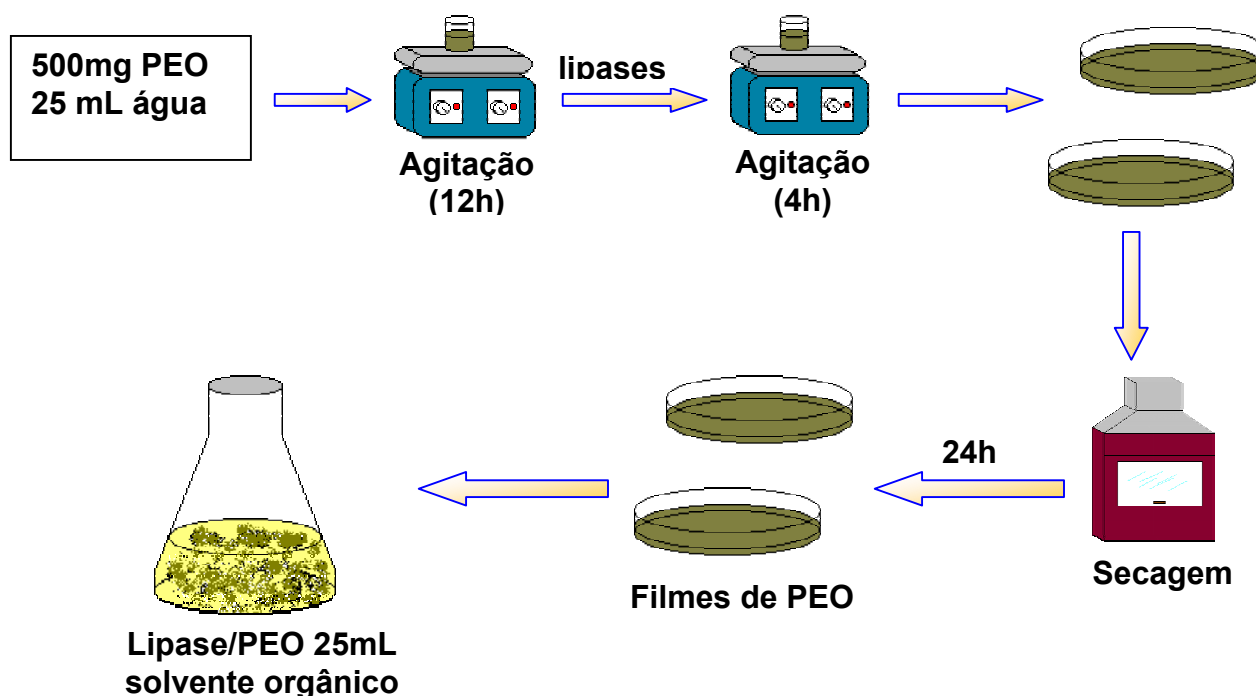 500mg PEO
25 mL água
Agitação
(12h)
lipases
Agitação
(4h)
24h
Secagem
Filmes de PEO
Lipase/PEO 25mL
solvente orgânico